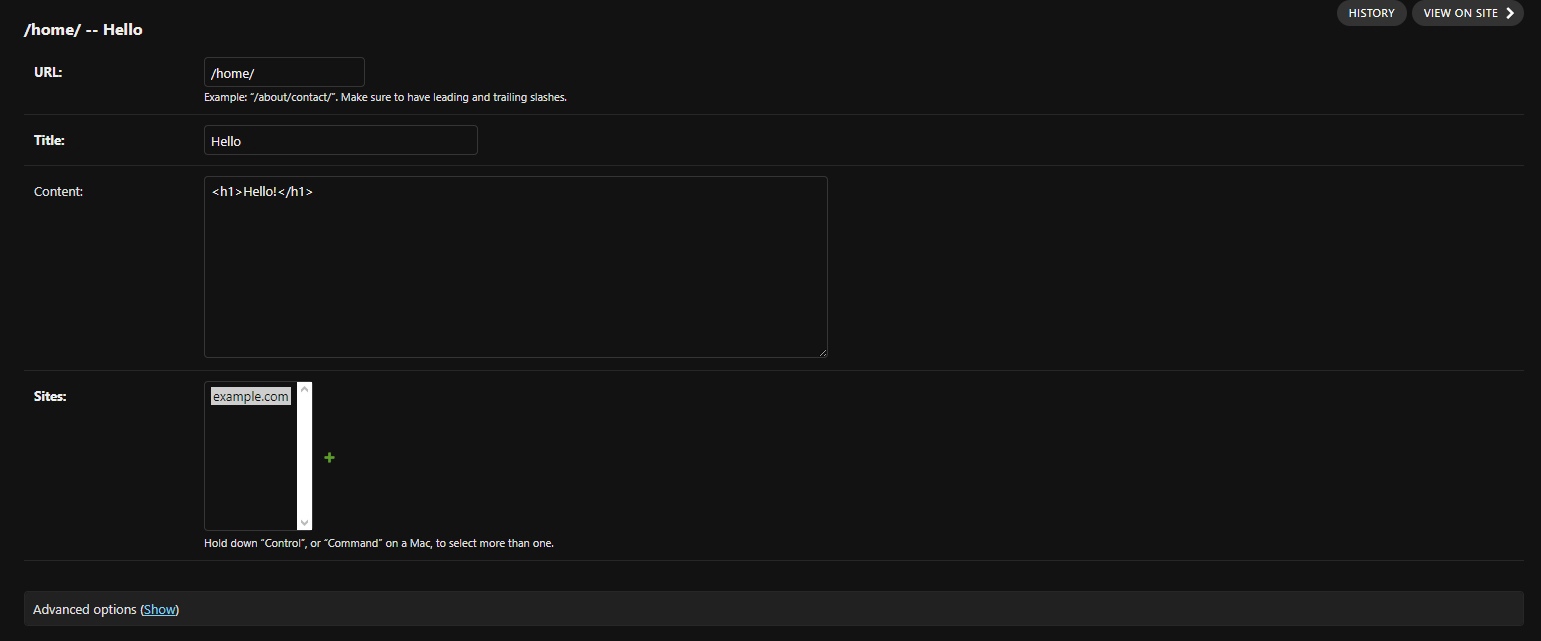 HISTORY
VIEW ON SITE
/home/ -- Hello
URL:
/home/
Example: “/about/contact/”. Make sure to have leading and trailing slashes.
Title:
Hello
Content:
<h1>Hello!</h1>
Sites:
example.com
Hold down “Control”, or “Command” on a Mac, to select more than one.
Advanced options (Show)